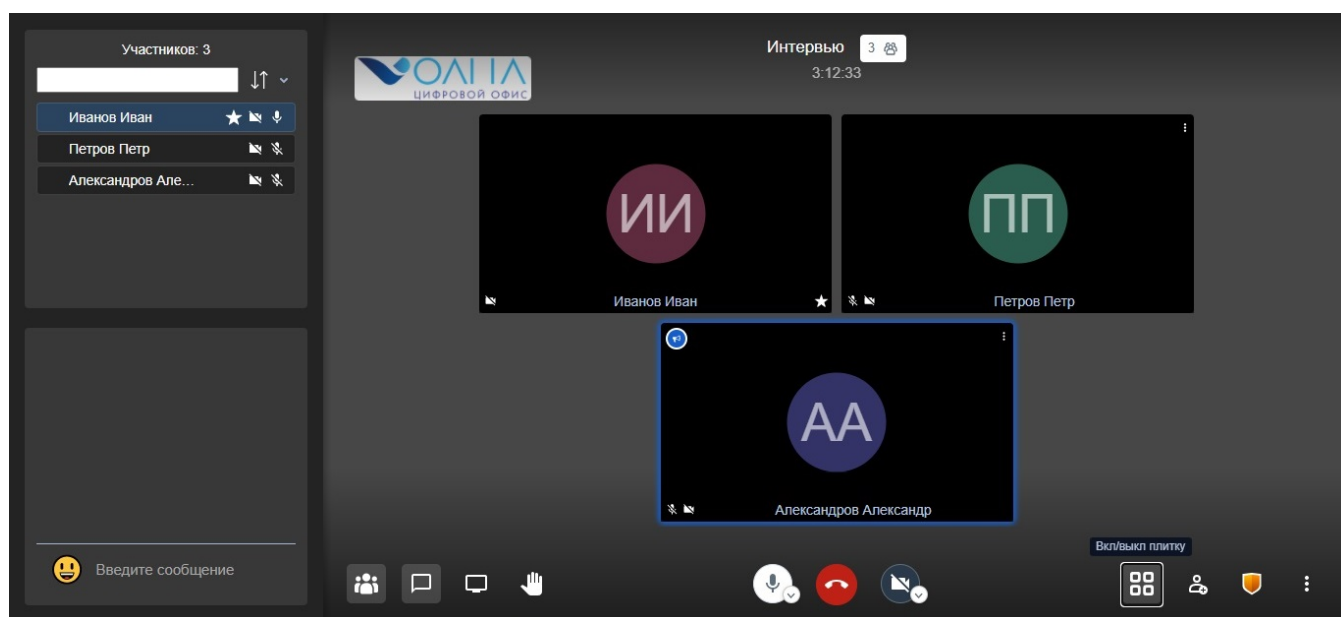 Участников: 3
Иванов Иван
Петров Петр
Александров Але...
Введите сообщение
ЦИФРОВОЙ ОФИС
Интервью 3
3:12:33
ИИ
Иванов Иван
ПП
Петров Петр
АА
Александров Александр
Вкл/выкл плитку